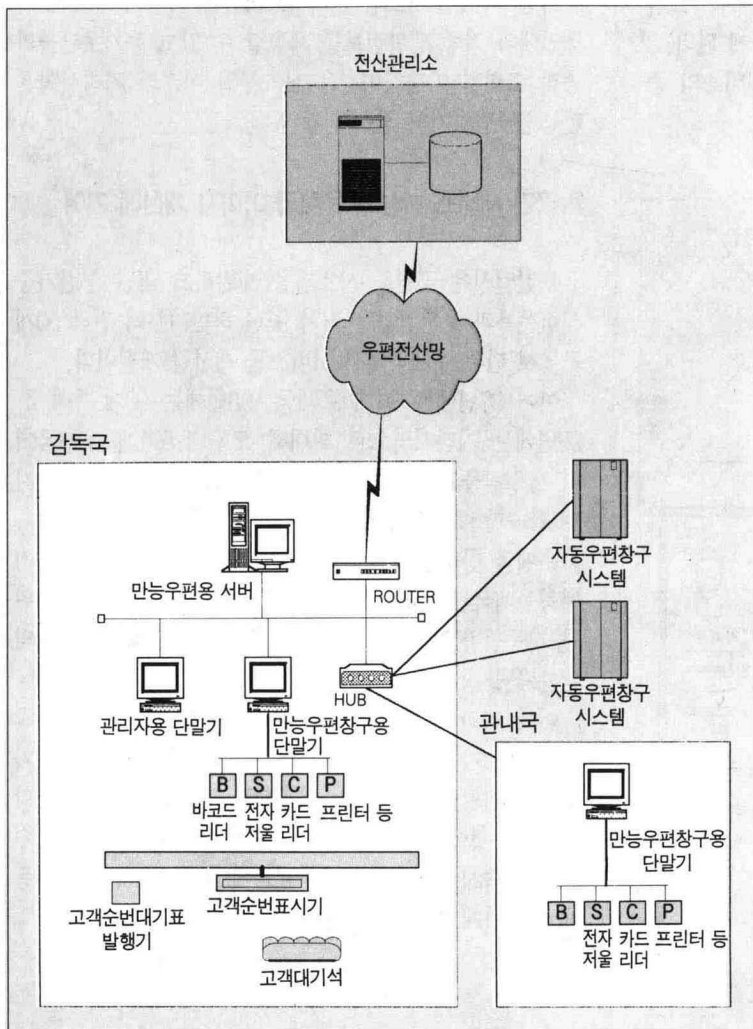 전산관리소
우편전산망
감독국
만능우편용 서버
ROUTER
자동우편창구
시스템
자동우편창구
시스템
HUB
관리자용 단말기
만능우편창구용
단말기
B S C P
바코드 전자 카드 프린터 등
리더 저울 리더
고객순번대기표
발행기
고객순번표시기
고객대기석
관내국
만능우편창구용
단말기
B S C P
전자 카드 프린터 등
저울 리더